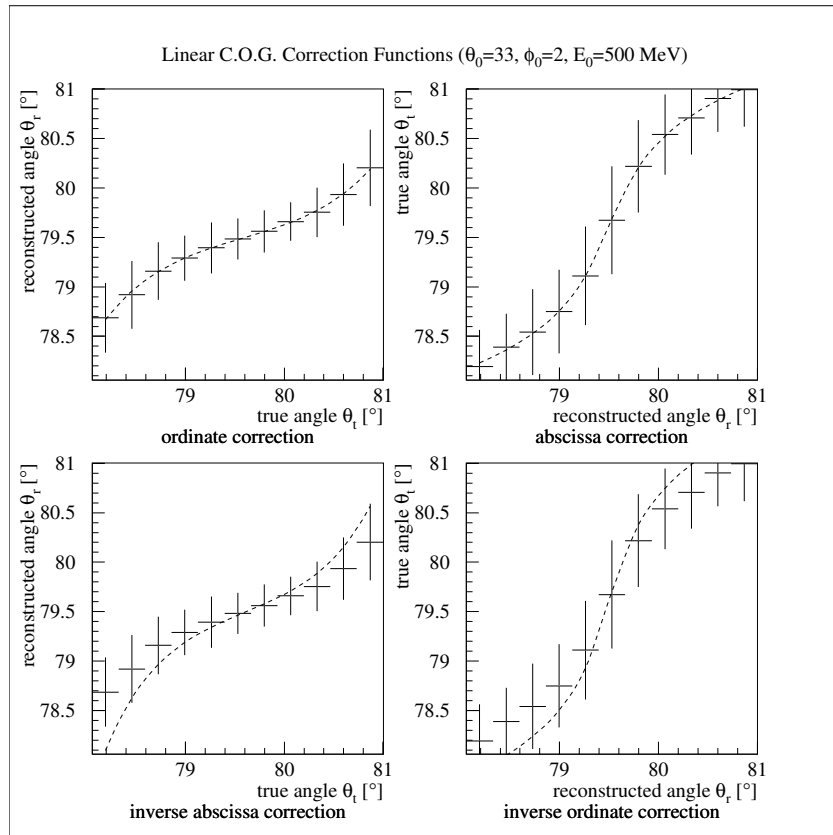 Linear C.O.G. Correction Functions (θ₀=33, ϕ₀=2, E₀=500 MeV)
reconstructed angle θᵣ [°]
81
80.5
80
79.5
79
78.5
79 80 81
true angle θₜ [°]
ordinate correction
true angle θₜ [°]
81
80.5
80
79.5
79
78.5
79 80 81
reconstructed angle θᵣ [°]
abscissa correction
reconstructed angle θᵣ [°]
81
80.5
80
79.5
79
78.5
79 80 81
true angle θₜ [°]
inverse abscissa correction
true angle θₜ [°]
81
80.5
80
79.5
79
78.5
79 80 81
reconstructed angle θᵣ [°]
inverse ordinate correction